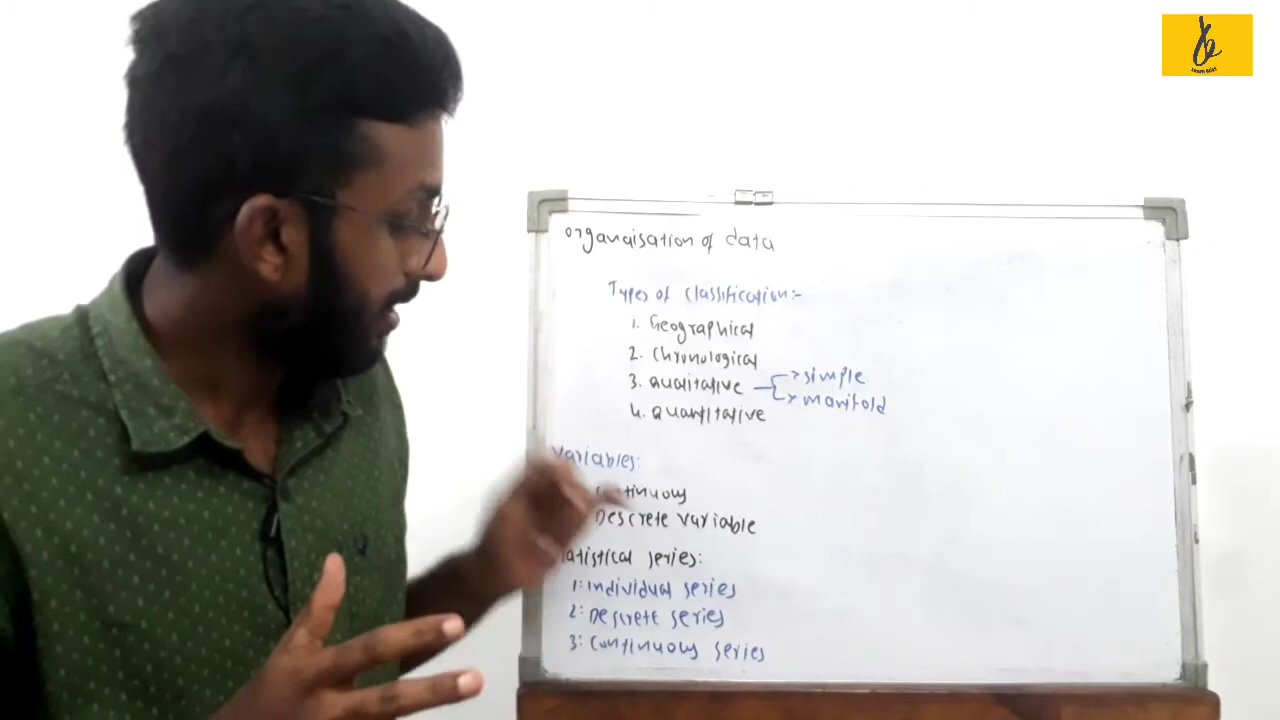 organaisation of data
Types of classification:-
1. Geographical
2. Chronological
3. Qualitative
simple
manifold
4. Quantitative
Variables:
continuous
Descrete variable
statistical series:
1: Individual series
2: Descrete series
3: Continuous series